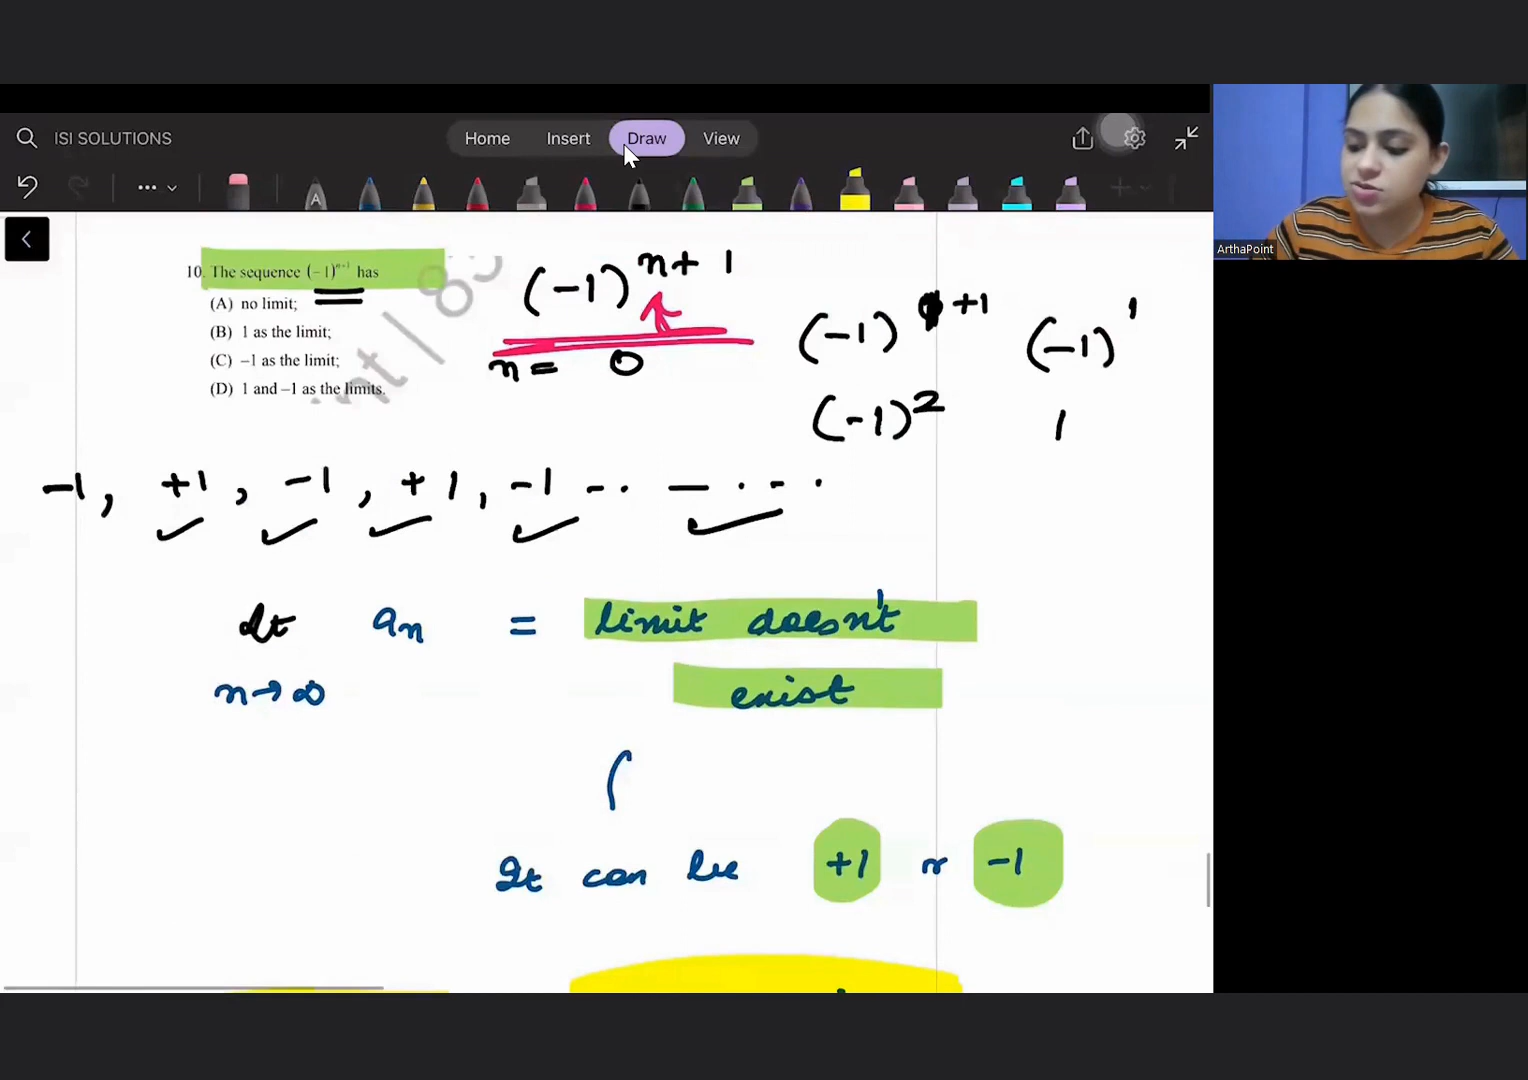 ISI SOLUTIONS
Home Insert Draw View
A
ArthaPoint
10. The sequence (−1)ⁿ⁺¹ has
(A) no limit;
(B) 1 as the limit;
(C) −1 as the limit;
(D) 1 and −1 as the limits.
(-1)^n+1
n = 0
(-1)^+1 (-1)^1
(-1)^2 1
-1, +1, -1, +1, -1 -- . — . - .
lt an = limit doesn't
n→∞ exist
(
It can be +1 or -1